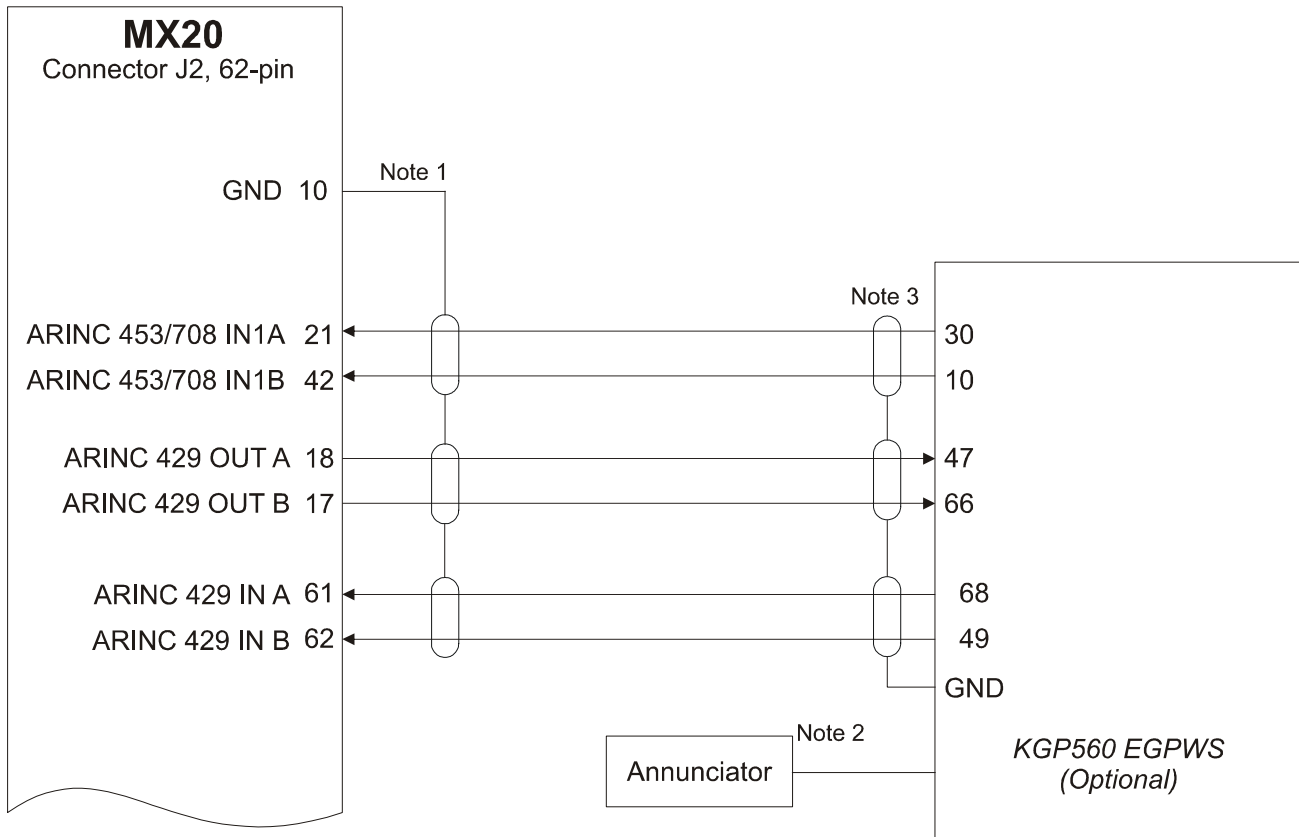 MX20
Connector J2, 62-pin
Note 1
GND 10
Note 3
ARINC 453/708 IN1A 21
30
ARINC 453/708 IN1B 42
10
ARINC 429 OUT A 18
47
ARINC 429 OUT B 17
66
ARINC 429 IN A 61
68
ARINC 429 IN B 62
49
GND
Note 2
Annunciator
KGP560 EGPWS
(Optional)